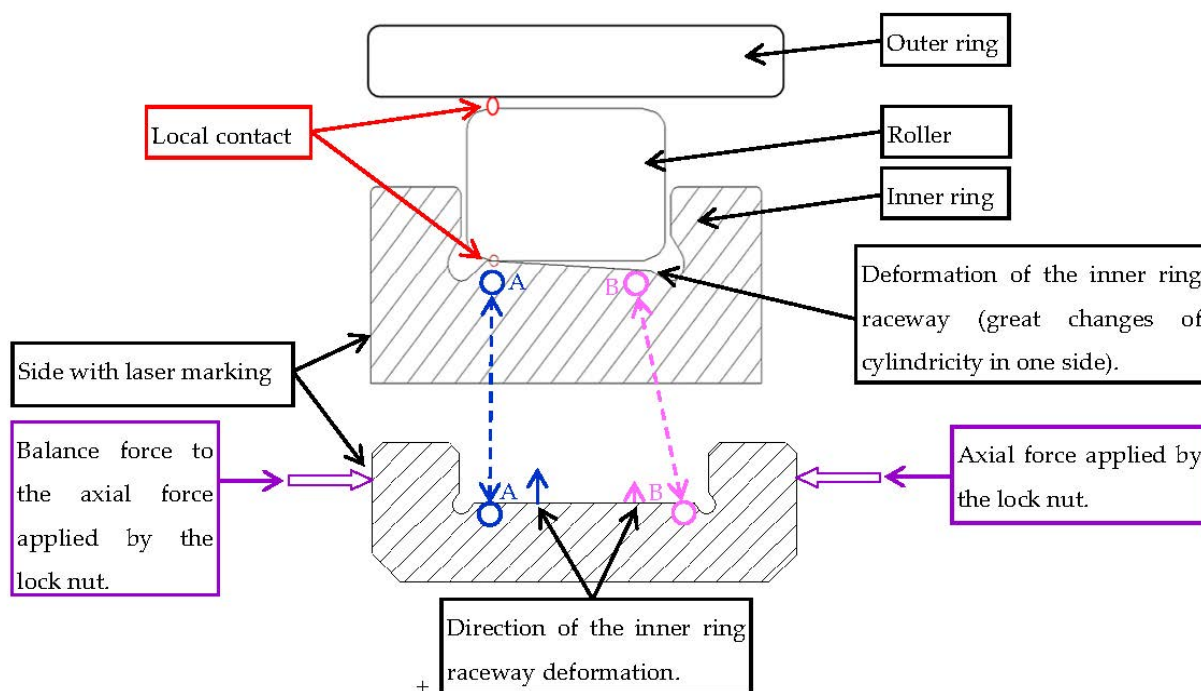 Outer ring
Local contact
Roller
Inner ring
A
B
Deformation of the inner ring
raceway (great changes of
cylindricity in one side).
Side with laser marking
Balance force to
the axial force
applied by the
lock nut.
Axial force applied by
the lock nut.
A
B
Direction of the inner ring
raceway deformation.
+